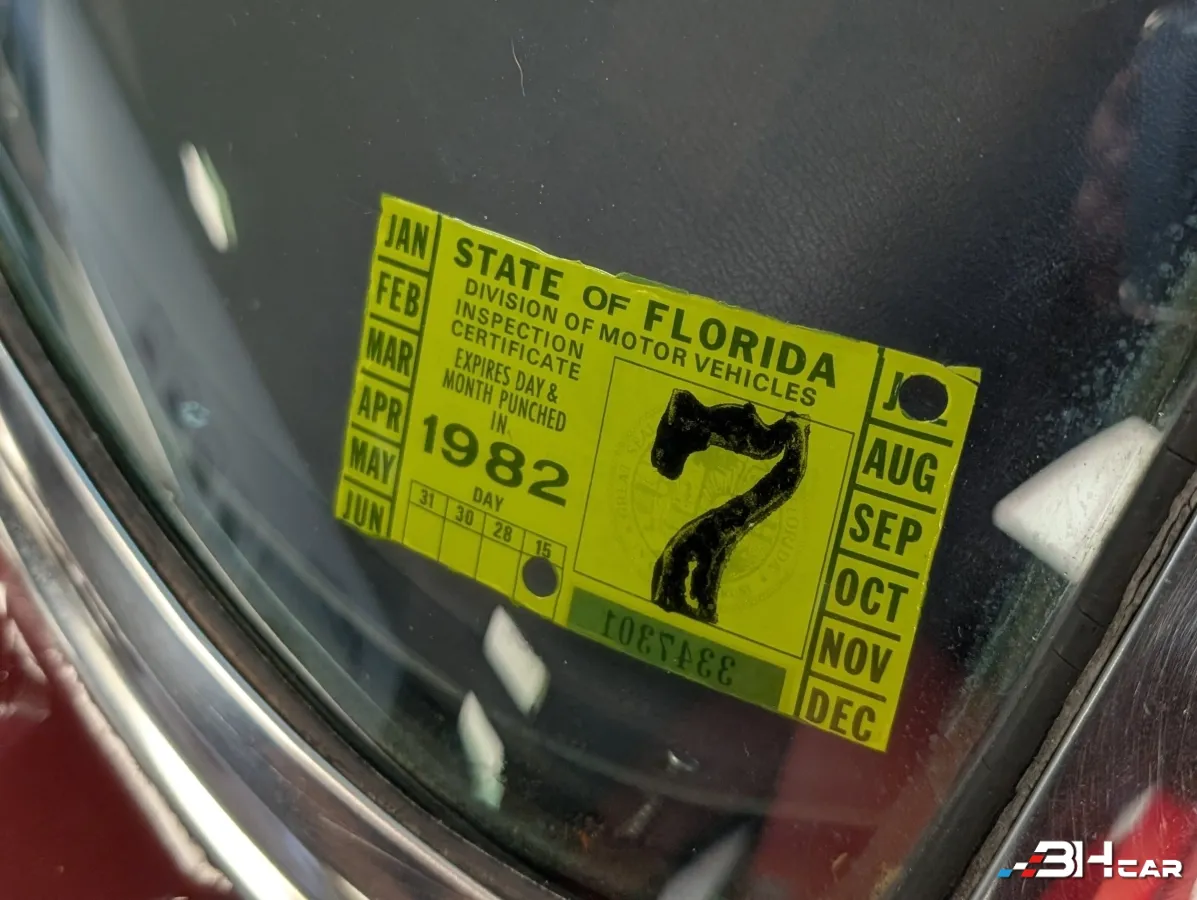 JAN
FEB
MAR
APR
MAY
JUN
STATE OF FLORIDA
DIVISION OF MOTOR VEHICLES
INSPECTION
CERTIFICATE
EXPIRES DAY &
MONTH PUNCHED
IN
1982
DAY
31 30 28 15
7
3347301
AUG
SEP
OCT
NOV
DEC
3HCAR